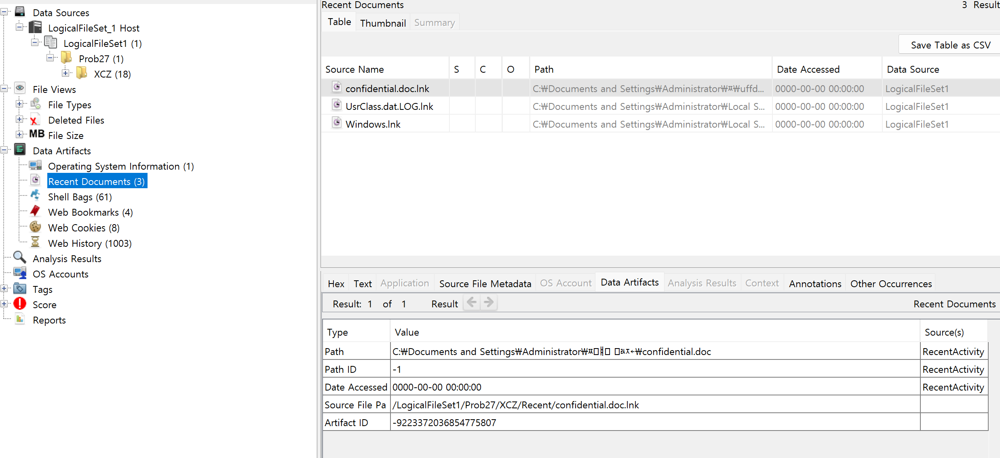 Data Sources
LogicalFileSet_1 Host
LogicalFileSet1 (1)
Prob27 (1)
XCZ (18)
File Views
File Types
Deleted Files
MB File Size
Data Artifacts
Operating System Information (1)
Recent Documents (3)
Shell Bags (61)
Web Bookmarks (4)
Web Cookies (8)
Web History (1003)
Analysis Results
OS Accounts
Tags
Score
Reports
Recent Documents 3 Result
Table Thumbnail Summary
Save Table as CSV
Source Name S C O Path Date Accessed Data Source
confidential.doc.lnk C:₩Documents and Settings₩Administrator₩ㅉ₩uffd... 0000-00-00 00:00:00 LogicalFileSet1
UsrClass.dat.LOG.lnk C:₩Documents and Settings₩Administrator₩Local S... 0000-00-00 00:00:00 LogicalFileSet1
Windows.lnk C:₩Documents and Settings₩Administrator₩Local S... 0000-00-00 00:00:00 LogicalFileSet1
Hex Text Application Source File Metadata OS Account Data Artifacts Analysis Results Context Annotations Other Occurrences
Result: 1 of 1 Result Recent Documents
Type Value Source(s)
Path C:₩Documents and Settings₩Administrator₩ ₩confidential.doc RecentActivity
Path ID -1 RecentActivity
Date Accessed 0000-00-00 00:00:00 RecentActivity
Source File Pa /LogicalFileSet1/Prob27/XCZ/Recent/confidential.doc.lnk
Artifact ID -9223372036854775807